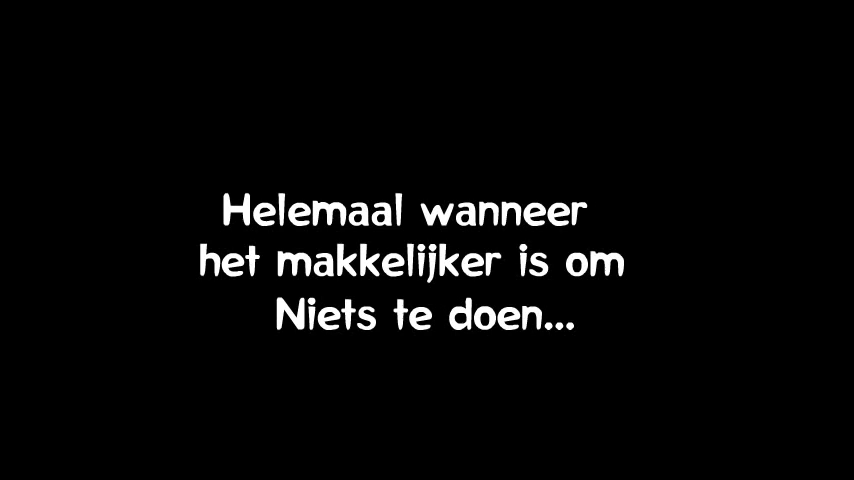 Helemaal wanneer
het makkelijker is om
Niets te doen...